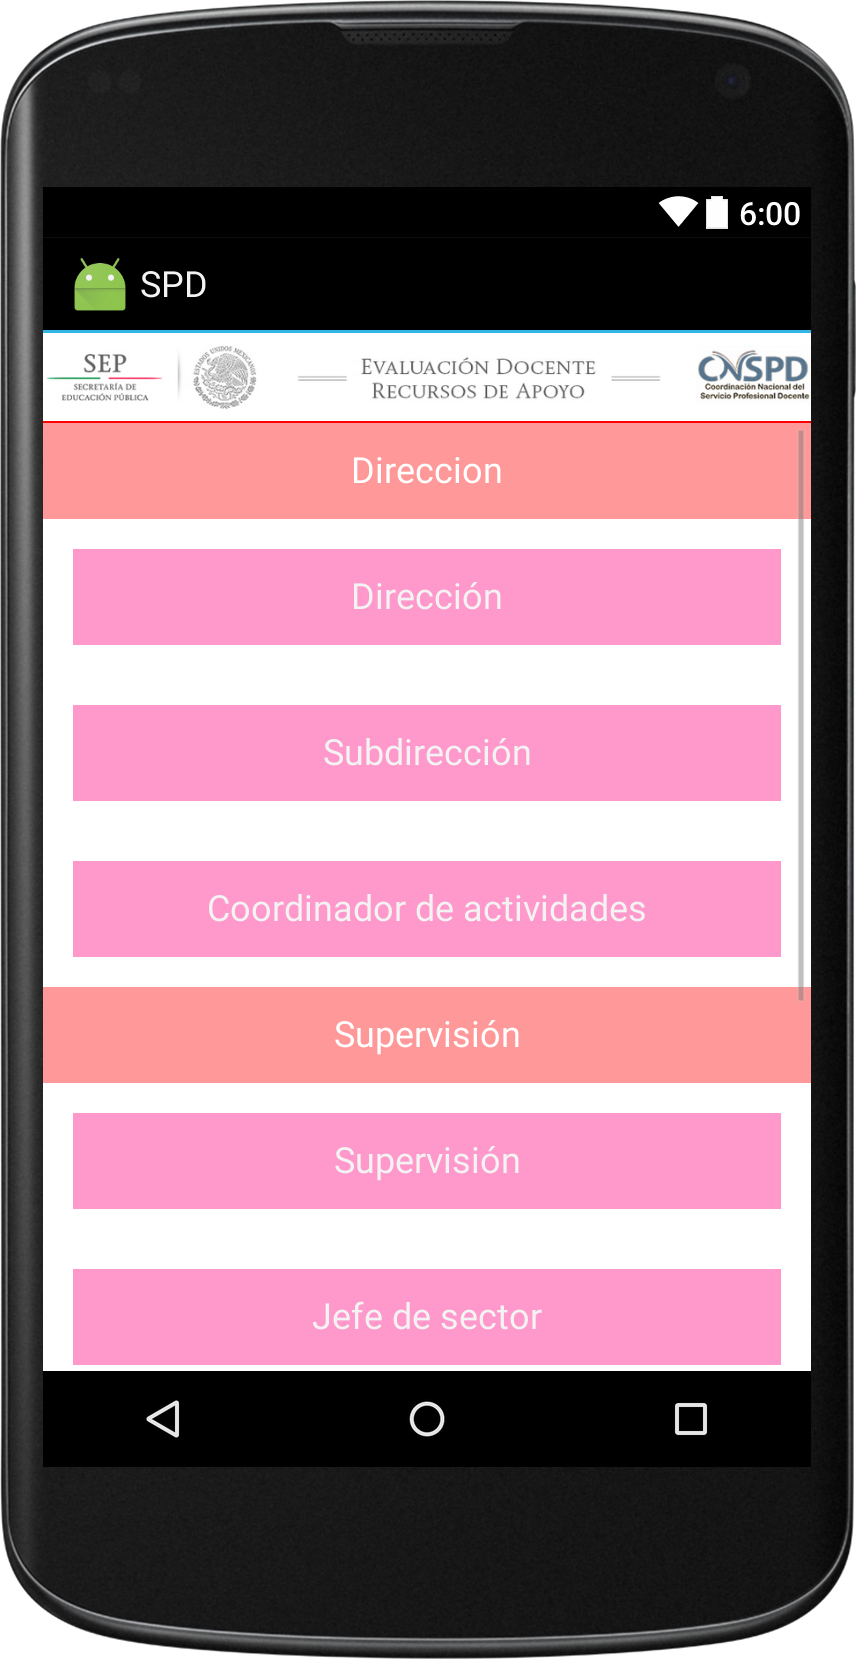 6:00
SPD
SEP
SECRETARÍA DE
EDUCACIÓN PÚBLICA
ESTADOS UNIDOS MEXICANOS
EVALUACIÓN DOCENTE
RECURSOS DE APOYO
CNSPD
Coordinación Nacional del
Servicio Profesional Docente
Direccion
Dirección
Subdirección
Coordinador de actividades
Supervisión
Supervisión
Jefe de sector